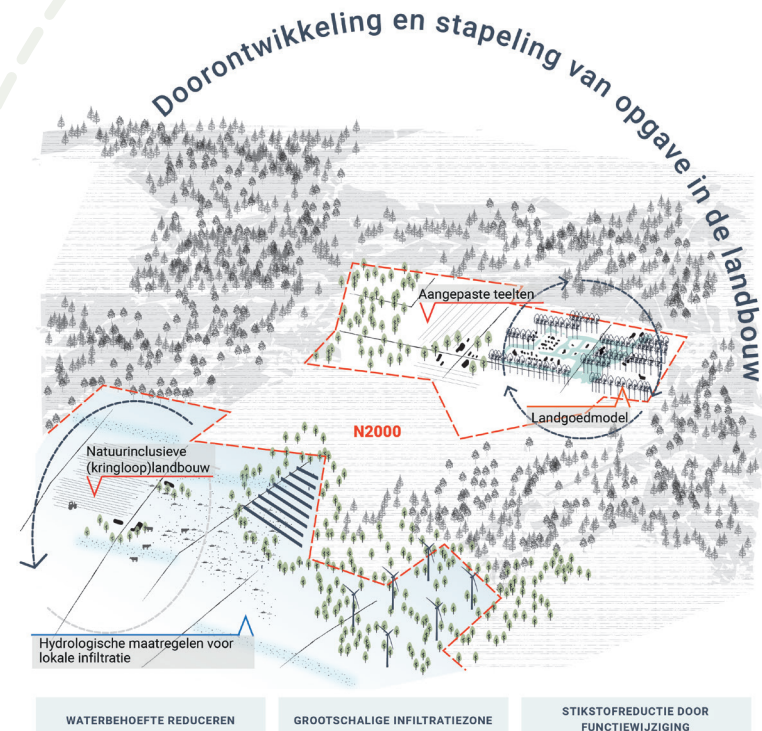 Doorontwikkeling en stapeling van opgave in de landbouw
Aangepaste teelten
Landgoedmodel
N2000
Natuurinclusieve
(kringloop)landbouw
Hydrologische maatregelen voor
lokale infiltratie
WATERBEHOEFTE REDUCEREN
GROOTSCHALIGE INFILTRATIEZONE
STIKSTOFREDUCTIE DOOR
FUNCTIEWIJZIGING